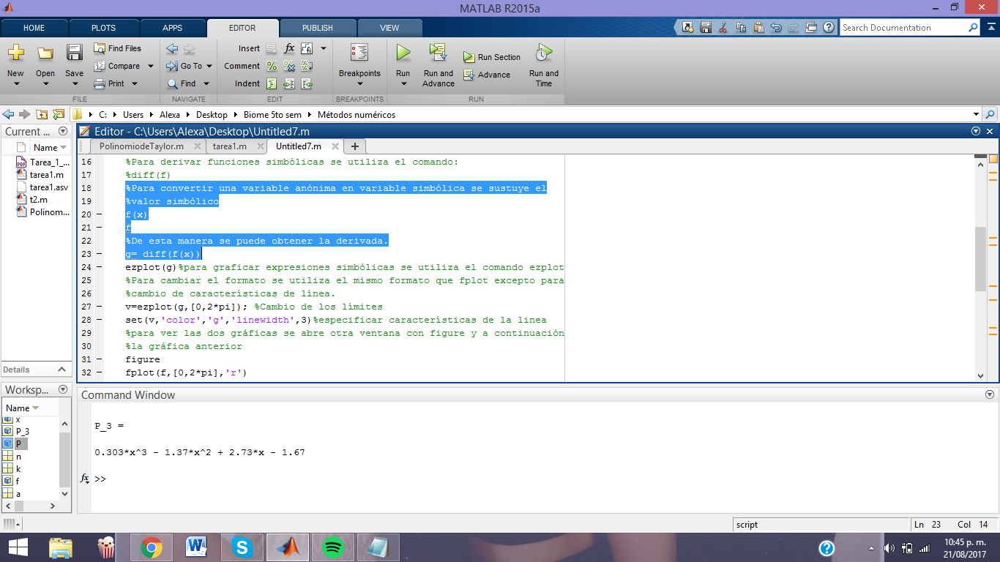 MATLAB R2015a
HOME PLOTS APPS EDITOR PUBLISH VIEW
Search Documentation
New Open Save Find Files Compare Print
Go To Find
Insert fx
Comment
Indent
Breakpoints
Run Run and Advance Run Section Advance Run and Time
FILE NAVIGATE EDIT BREAKPOINTS RUN
C: Users Alexa Desktop Biome 5to sem Métodos numéricos
Current ...
Name
Tarea_1_...
tarea1.m
tarea1.asv
t2.m
Polinom...
Details
Editor - C:\Users\Alexa\Desktop\Untitled7.m
PolinomiodeTaylor.m tarea1.m Untitled7.m
16 %Para derivar funciones simbólicas se utiliza el comando:
17 %diff(f)
18 %Para convertir una variable anónima en variable simbólica se sustuye el
19 %valor simbólico
20 – f(x)
21 – f
22 %De esta manera se puede obtener la derivada.
23 – g= diff(f(x))
24 – ezplot(g)%para graficar expresiones simbólicas se utiliza el comando ezplot
25 %Para cambiar el formato se utiliza el mismo formato que fplot excepto para
26 %cambio de características de línea.
27 – v=ezplot(g,[0,2*pi]); %Cambio de los límites
28 – set(v,'color','g','linewidth',3)%especificar características de la linea
29 %para ver las dos gráficas se abre otra ventana con figure y a continuación
30 %la gráfica anterior
31 – figure
32 – fplot(f,[0,2*pi],'r')
Worksp...
Name
x
P_3
P
n
k
f
a
Command Window
P_3 =
0.303*x^3 - 1.37*x^2 + 2.73*x - 1.67
fx >>
script Ln 23 Col 14
10:45 p. m.
21/08/2017